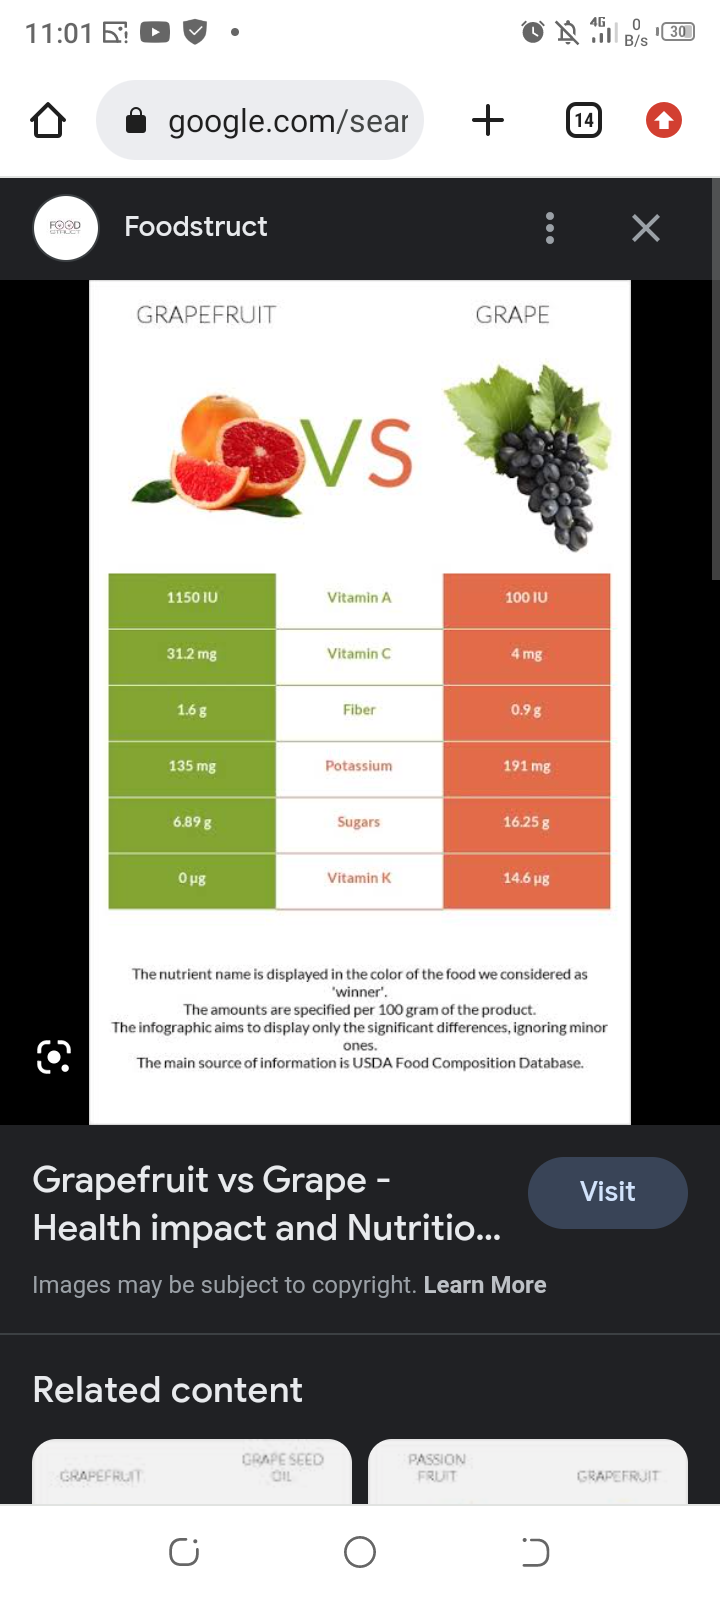 11:01
4G
0
B/s
30
google.com/sear
14
FOOD
STRUCT
Foodstruct
GRAPEFRUIT
GRAPE
VS
1150 IU Vitamin A 100 IU
31.2 mg Vitamin C 4 mg
1.6 g Fiber 0.9 g
135 mg Potassium 191 mg
6.89 g Sugars 16.25 g
0 µg Vitamin K 14.6 µg
The nutrient name is displayed in the color of the food we considered as
'winner'.
The amounts are specified per 100 gram of the product.
The infographic aims to display only the significant differences, ignoring minor
ones.
The main source of information is USDA Food Composition Database.
Grapefruit vs Grape -
Health impact and Nutritio...
Visit
Images may be subject to copyright. Learn More
Related content
GRAPEFRUIT
GRAPE SEED
OIL
PASSION
FRUIT
GRAPEFRUIT